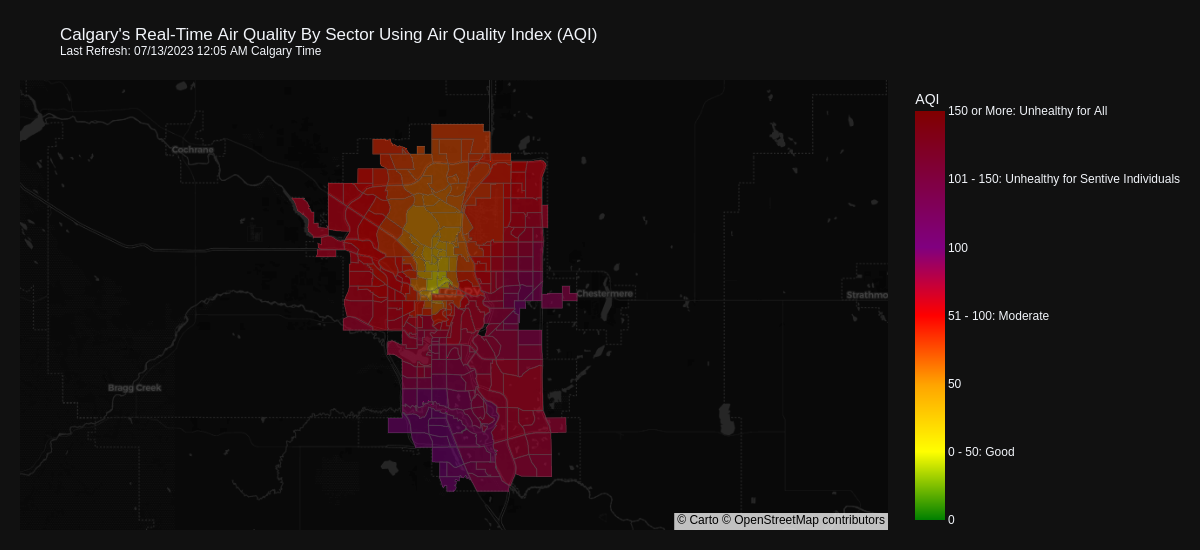 Calgary's Real-Time Air Quality By Sector Using Air Quality Index (AQI)
Last Refresh: 07/13/2023 12:05 AM Calgary Time
AQI
150 or More: Unhealthy for All
101 - 150: Unhealthy for Sentive Individuals
100
51 - 100: Moderate
50
0 - 50: Good
0
Cochrane
CALGARY
Chestermere
Strathmo
Bragg Creek
© Carto © OpenStreetMap contributors